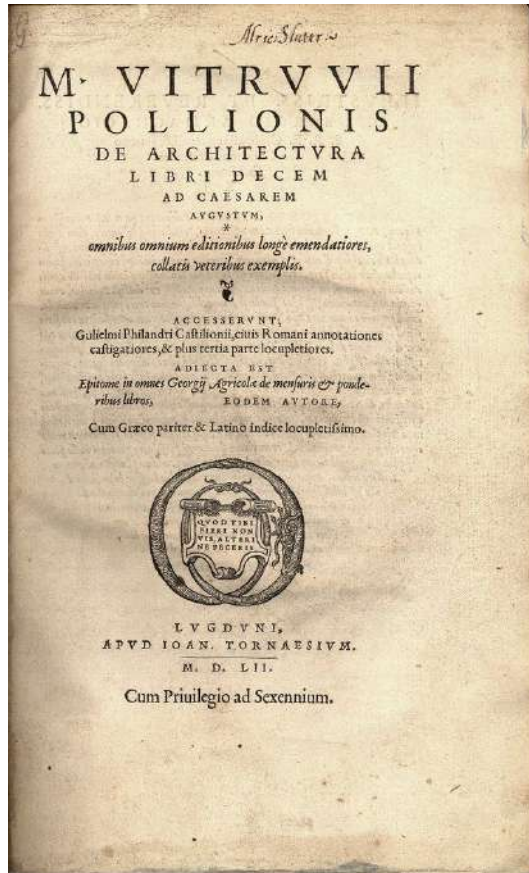 M. VITRVVII
POLLIONIS
DE ARCHITECTVRA
LIBRI DECEM
AD CAESAREM
AVGVSTVM,
*
omnibus omnium editionibus longè emendatiores,
collatis veteribus exemplis.
ACCESSERVNT,
Gulielmi Philandri Castilionii, ciuis Romani annotationes
castigatiores, & plus tertia parte locupletiores.
ADIECTA EST
Epitome in omnes Georgij Agricolæ de mensuris & ponde-
ribus libros, EODEM AVTORE,
Cum Græco pariter & Latino indice locupletissimo.
QVOD TIBI
FIERI NON
VIS, ALTERI
NE FECERIS
LVGDVNI,
APVD IOAN. TORNAESIVM.
M. D. LII.
Cum Priuilegio ad Sexennium.